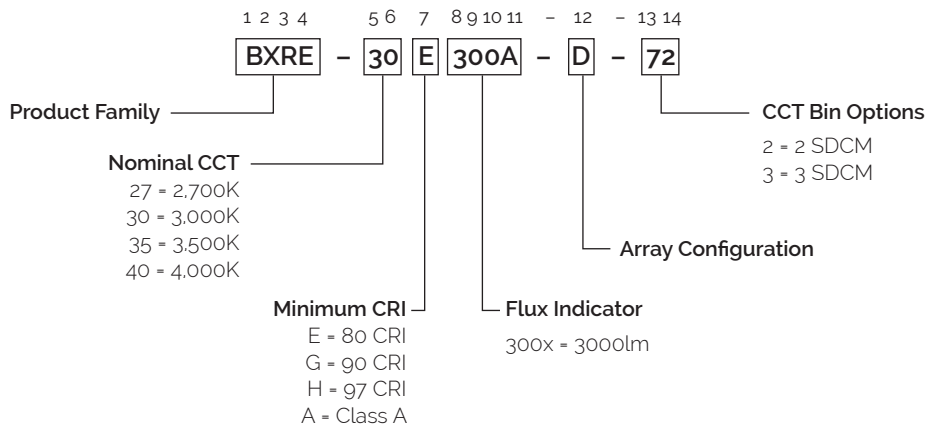 1 2 3 4 5 6 7 8 9 10 11 – 12 – 13 14
BXRE – 30 E 300A – D – 72
Product Family
CCT Bin Options
2 = 2 SDCM
3 = 3 SDCM
Nominal CCT
27 = 2,700K
30 = 3,000K
35 = 3,500K
40 = 4,000K
Array Configuration
Minimum CRI
E = 80 CRI
G = 90 CRI
H = 97 CRI
A = Class A
Flux Indicator
300x = 3000lm